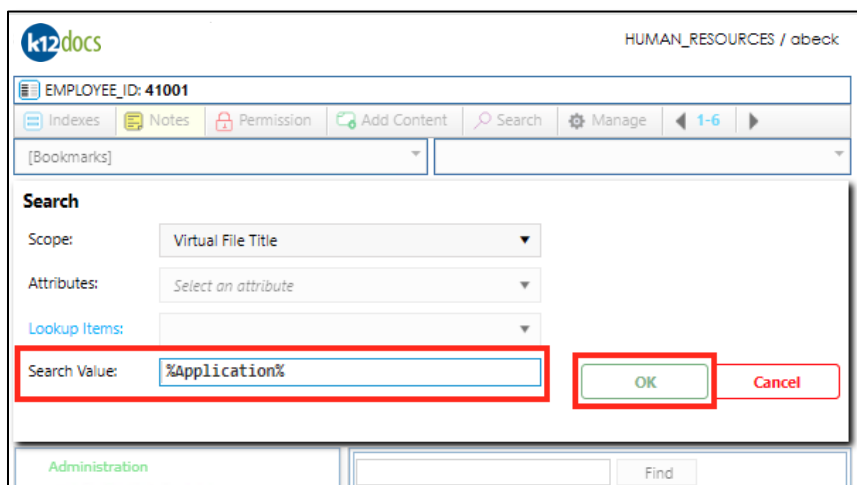 k12docs
HUMAN_RESOURCES / abeck
EMPLOYEE_ID: 41001
Indexes Notes Permission Add Content Search Manage 1-6
[Bookmarks]
Search
Scope: Virtual File Title
Attributes: Select an attribute
Lookup Items:
Search Value: %Application% OK Cancel
Administration Find